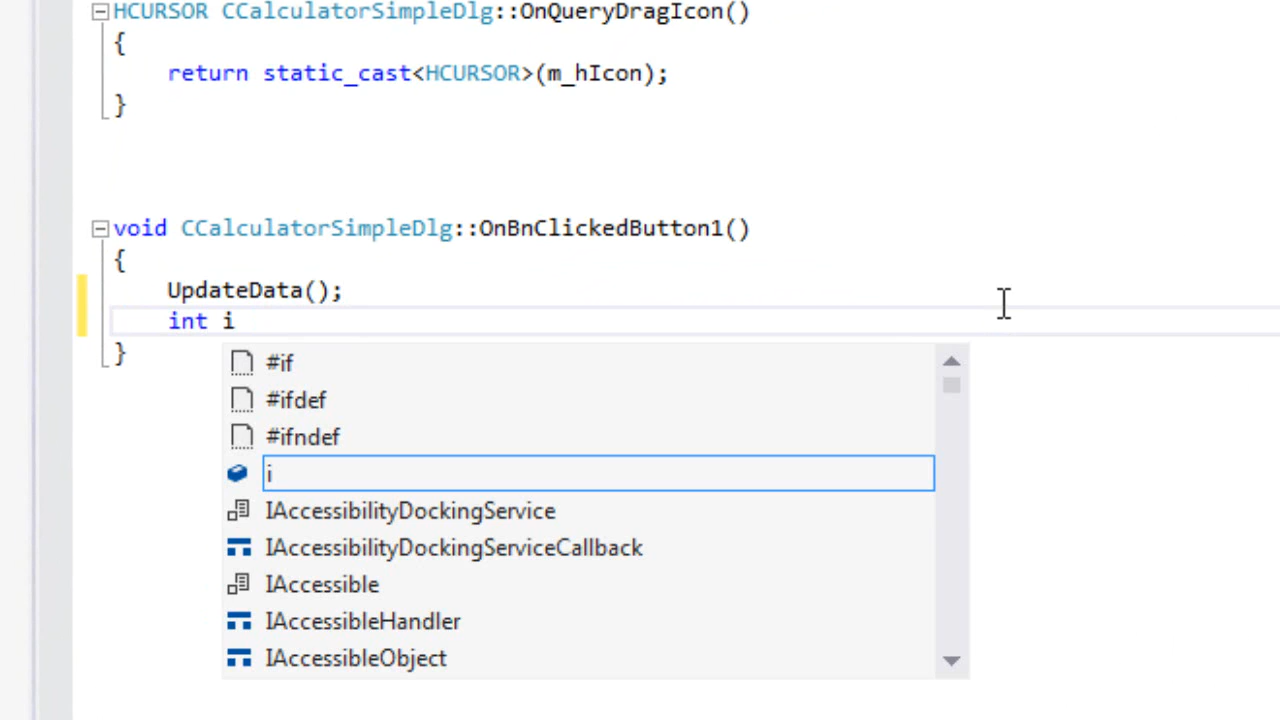 HCURSOR CCalculatorSimpleDlg::OnQueryDragIcon()
{
return static_cast<HCURSOR>(m_hIcon);
}
void CCalculatorSimpleDlg::OnBnClickedButton1()
{
UpdateData();
int i
}
#if
#ifdef
#ifndef
i
IAccessibilityDockingService
IAccessibilityDockingServiceCallback
IAccessible
IAccessibleHandler
IAccessibleObject